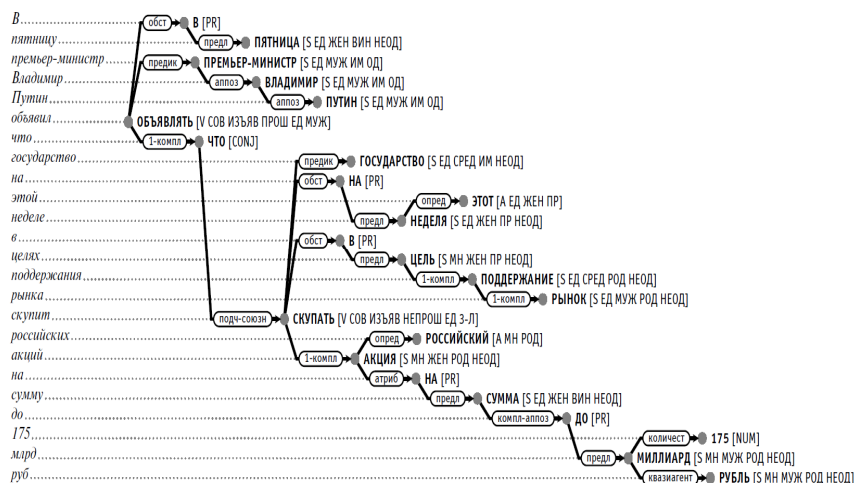 В обст В [PR]
пятницу предл ПЯТНИЦА [S ЕД ЖЕН ВИН НЕОД]
премьер-министр предик ПРЕМЬЕР-МИНИСТР [S ЕД МУЖ ИМ ОД]
Владимир аппоз ВЛАДИМИР [S ЕД МУЖ ИМ ОД]
Путин аппоз ПУТИН [S ЕД МУЖ ИМ ОД]
объявил ОБЪЯВЛЯТЬ [V СОВ ИЗЪЯВ ПРОШ ЕД МУЖ]
что 1-компл ЧТО [CONJ]
государство предик ГОСУДАРСТВО [S ЕД СРЕД ИМ НЕОД]
на обст НА [PR]
этой опред ЭТОТ [A ЕД ЖЕН ПР]
неделе предл НЕДЕЛЯ [S ЕД ЖЕН ПР НЕОД]
в обст В [PR]
целях предл ЦЕЛЬ [S МН ЖЕН ПР НЕОД]
поддержания 1-компл ПОДДЕРЖАНИЕ [S ЕД СРЕД РОД НЕОД]
рынка 1-компл РЫНОК [S ЕД МУЖ РОД НЕОД]
скупит подч-союзн СКУПАТЬ [V СОВ ИЗЪЯВ НЕПРОШ ЕД 3-Л]
российских опред РОССИЙСКИЙ [A МН РОД]
акций 1-компл АКЦИЯ [S МН ЖЕН РОД НЕОД]
на атриб НА [PR]
сумму предл СУММА [S ЕД ЖЕН ВИН НЕОД]
до компл-аппоз ДО [PR]
175 количест 175 [NUM]
млрд предл МИЛЛИАРД [S МН МУЖ РОД НЕОД]
руб квазиагент РУБЛЬ [S МН МУЖ РОД НЕОД]